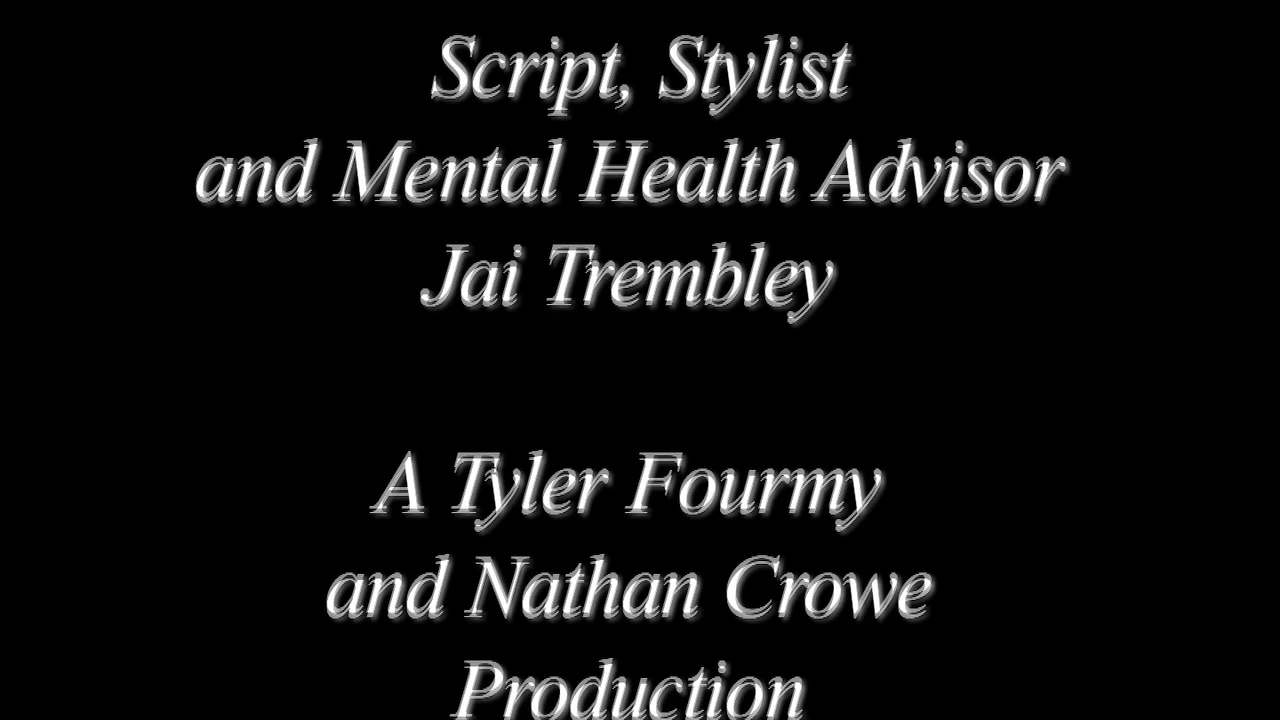 Script, Stylist
and Mental Health Advisor
Jai Trembley
A Tyler Fourmy
and Nathan Crowe
Production